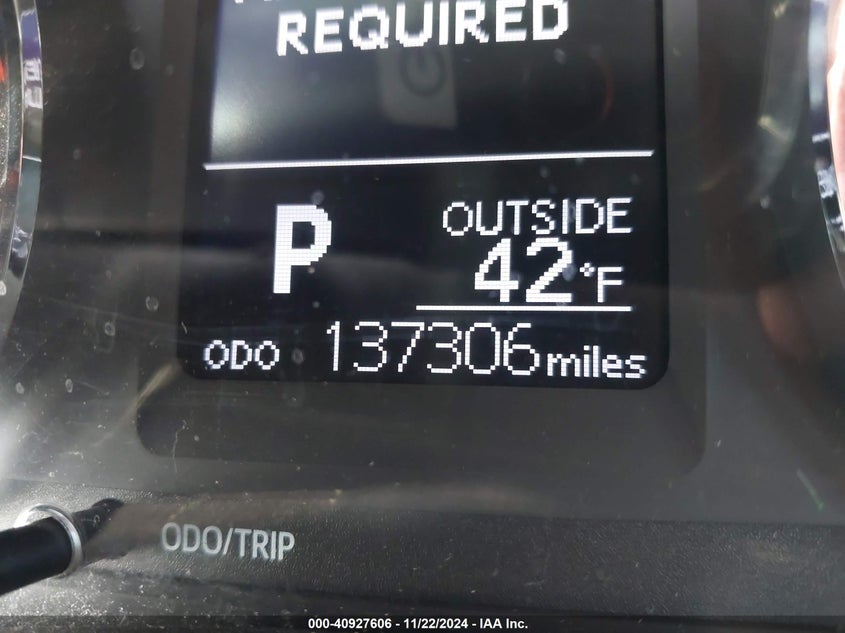 REQUIRED
P
OUTSIDE
42°F
ODO 137306 miles
ODO/TRIP
000-40927606 - 11/22/2024 - IAA Inc.